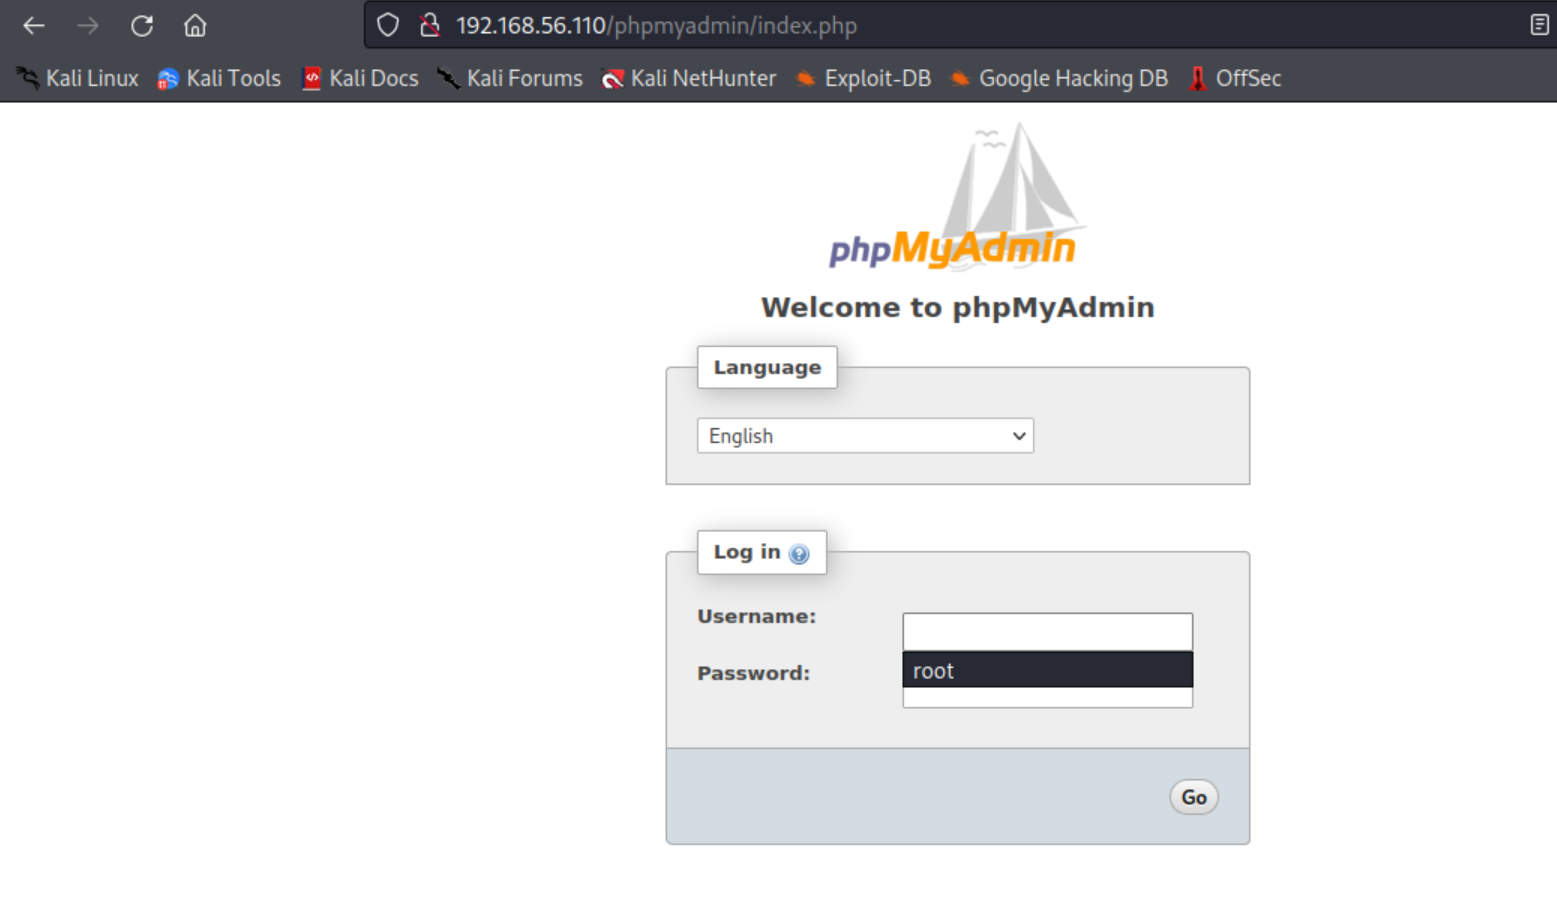 192.168.56.110/phpmyadmin/index.php
Kali Linux Kali Tools Kali Docs Kali Forums Kali NetHunter Exploit-DB Google Hacking DB OffSec
phpMyAdmin
Welcome to phpMyAdmin
Language
English
Log in
Username:
root
Password:
Go